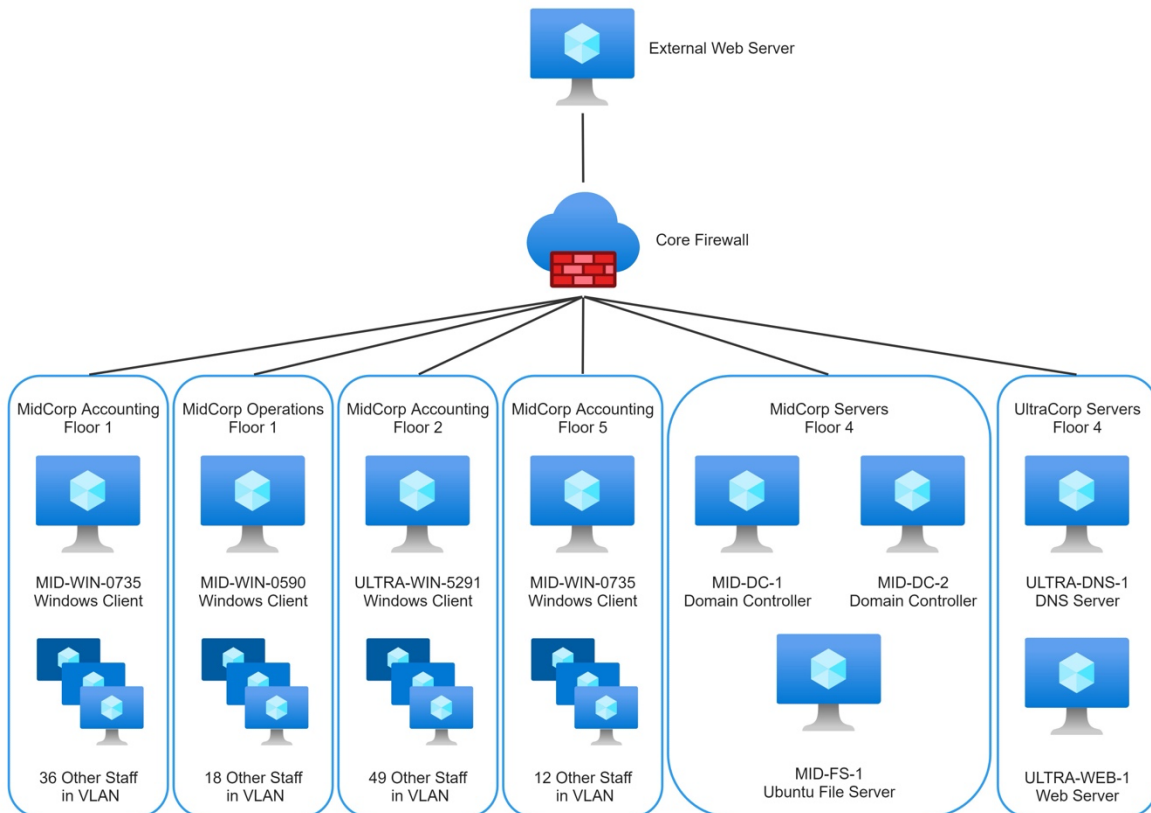 External Web Server
Core Firewall
MidCorp Accounting
Floor 1
MID-WIN-0735
Windows Client
36 Other Staff
in VLAN
MidCorp Operations
Floor 1
MID-WIN-0590
Windows Client
18 Other Staff
in VLAN
MidCorp Accounting
Floor 2
ULTRA-WIN-5291
Windows Client
49 Other Staff
in VLAN
MidCorp Accounting
Floor 5
MID-WIN-0735
Windows Client
12 Other Staff
in VLAN
MidCorp Servers
Floor 4
MID-DC-1
Domain Controller
MID-DC-2
Domain Controller
MID-FS-1
Ubuntu File Server
UltraCorp Servers
Floor 4
ULTRA-DNS-1
DNS Server
ULTRA-WEB-1
Web Server